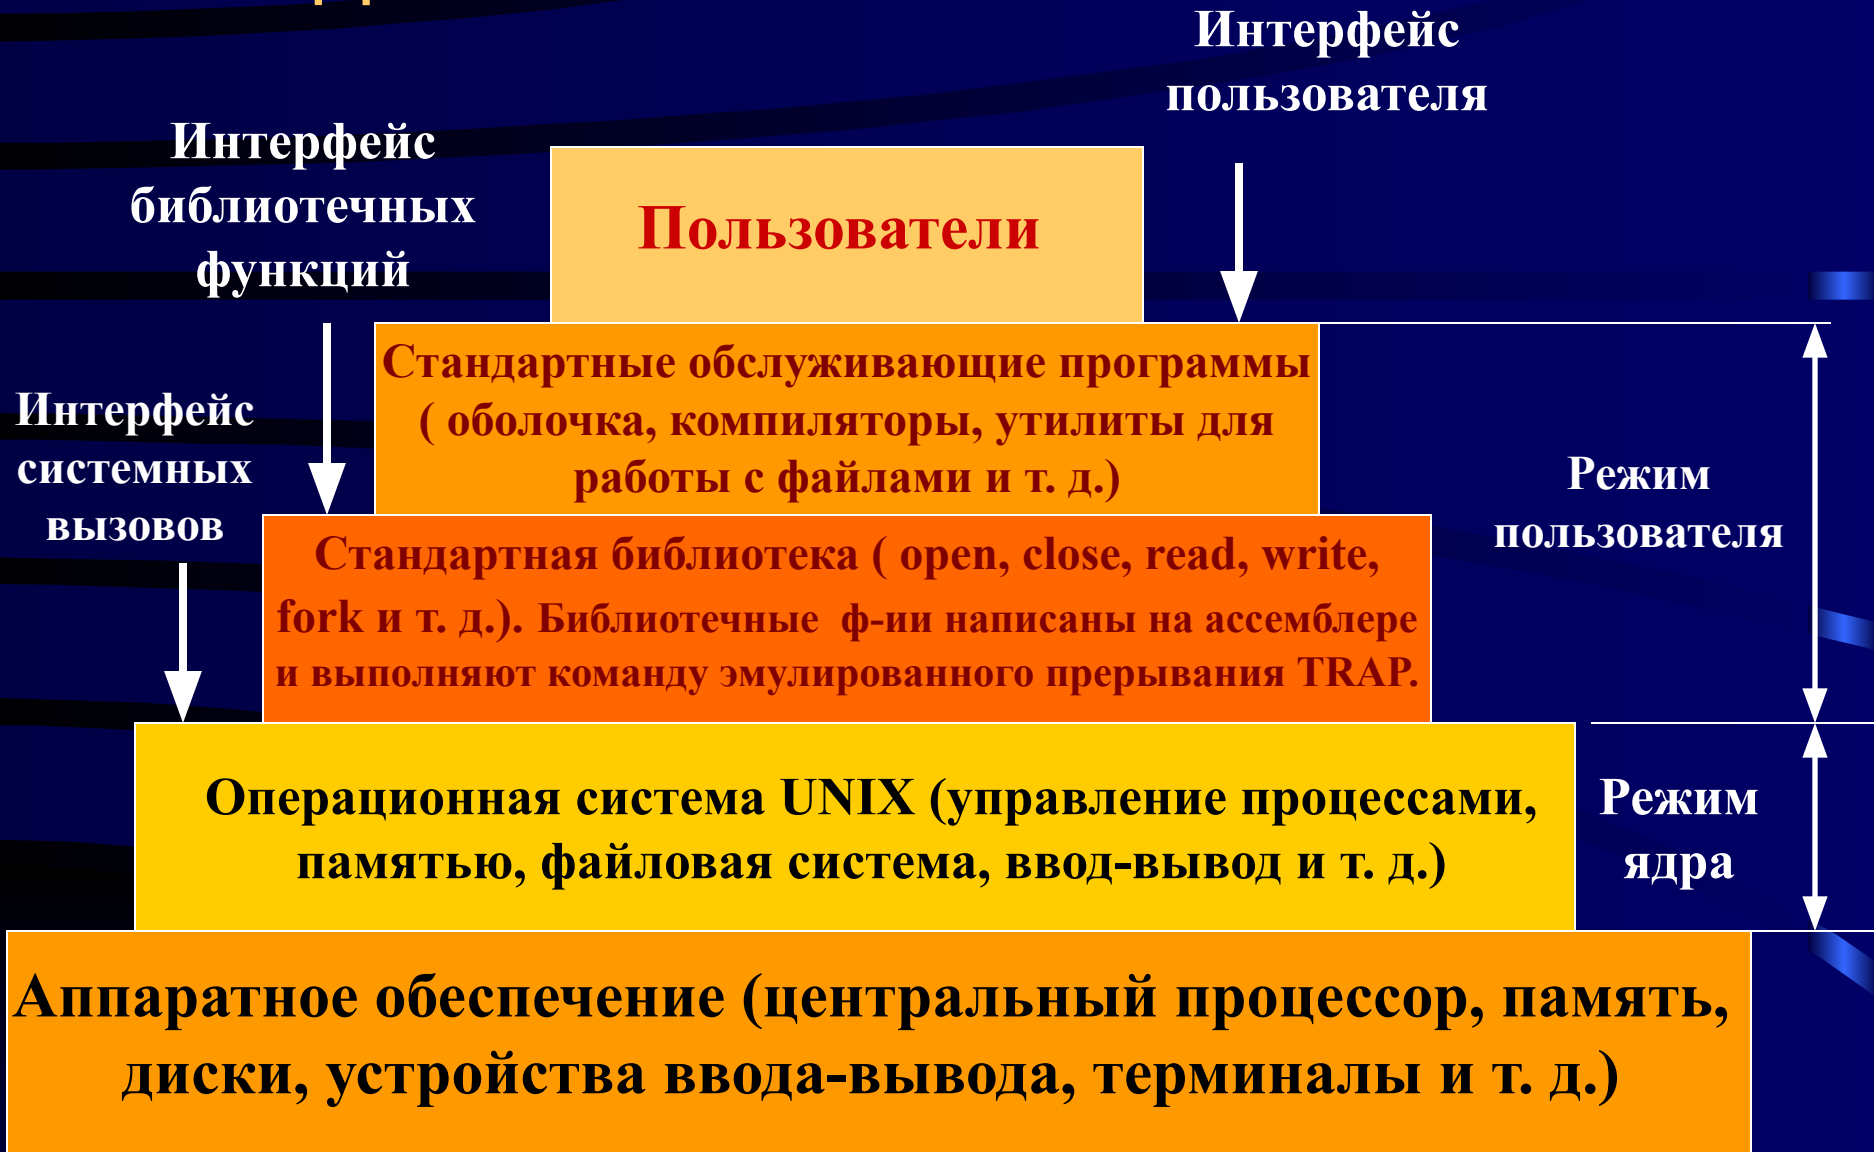 Интерфейс
пользователя
Интерфейс
библиотечных
функций
Пользователи
Стандартные обслуживающие программы
( оболочка, компиляторы, утилиты для
работы с файлами и т. д.)
Интерфейс
системных
вызовов
Режим
пользователя
Стандартная библиотека ( open, close, read, write,
fork и т. д.). Библиотечные ф-ии написаны на ассемблере
и выполняют команду эмулированного прерывания TRAP.
Операционная система UNIX (управление процессами,
памятью, файловая система, ввод-вывод и т. д.)
Режим
ядра
Аппаратное обеспечение (центральный процессор, память,
диски, устройства ввода-вывода, терминалы и т. д.)